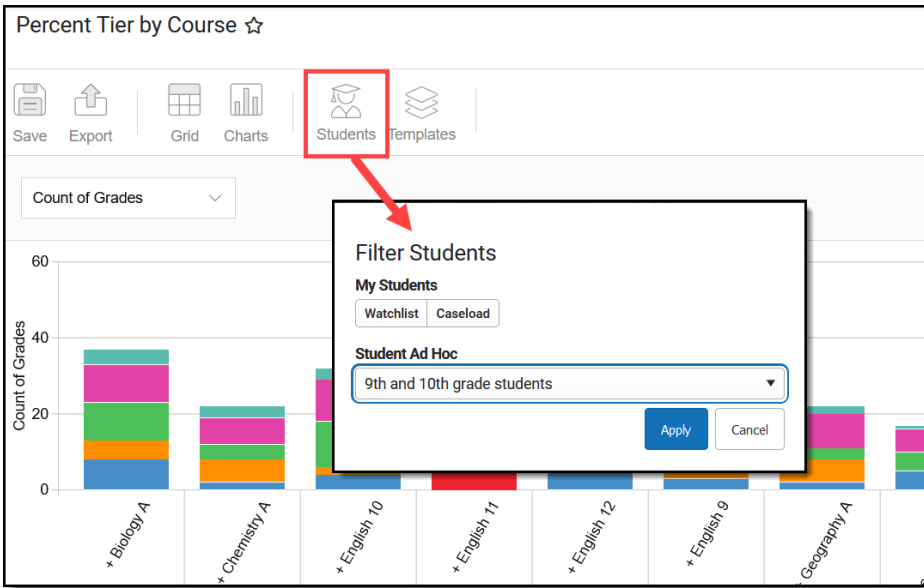 Percent Tier by Course
Save Export Grid Charts Students Templates
Count of Grades
Filter Students
My Students
Watchlist Caseload
Student Ad Hoc
9th and 10th grade students
Apply Cancel
Count of Grades
60
40
20
0
+ Biology A
+ Chemistry A
+ English 10
+ English 11
+ English 12
+ English 9
+ Geography A